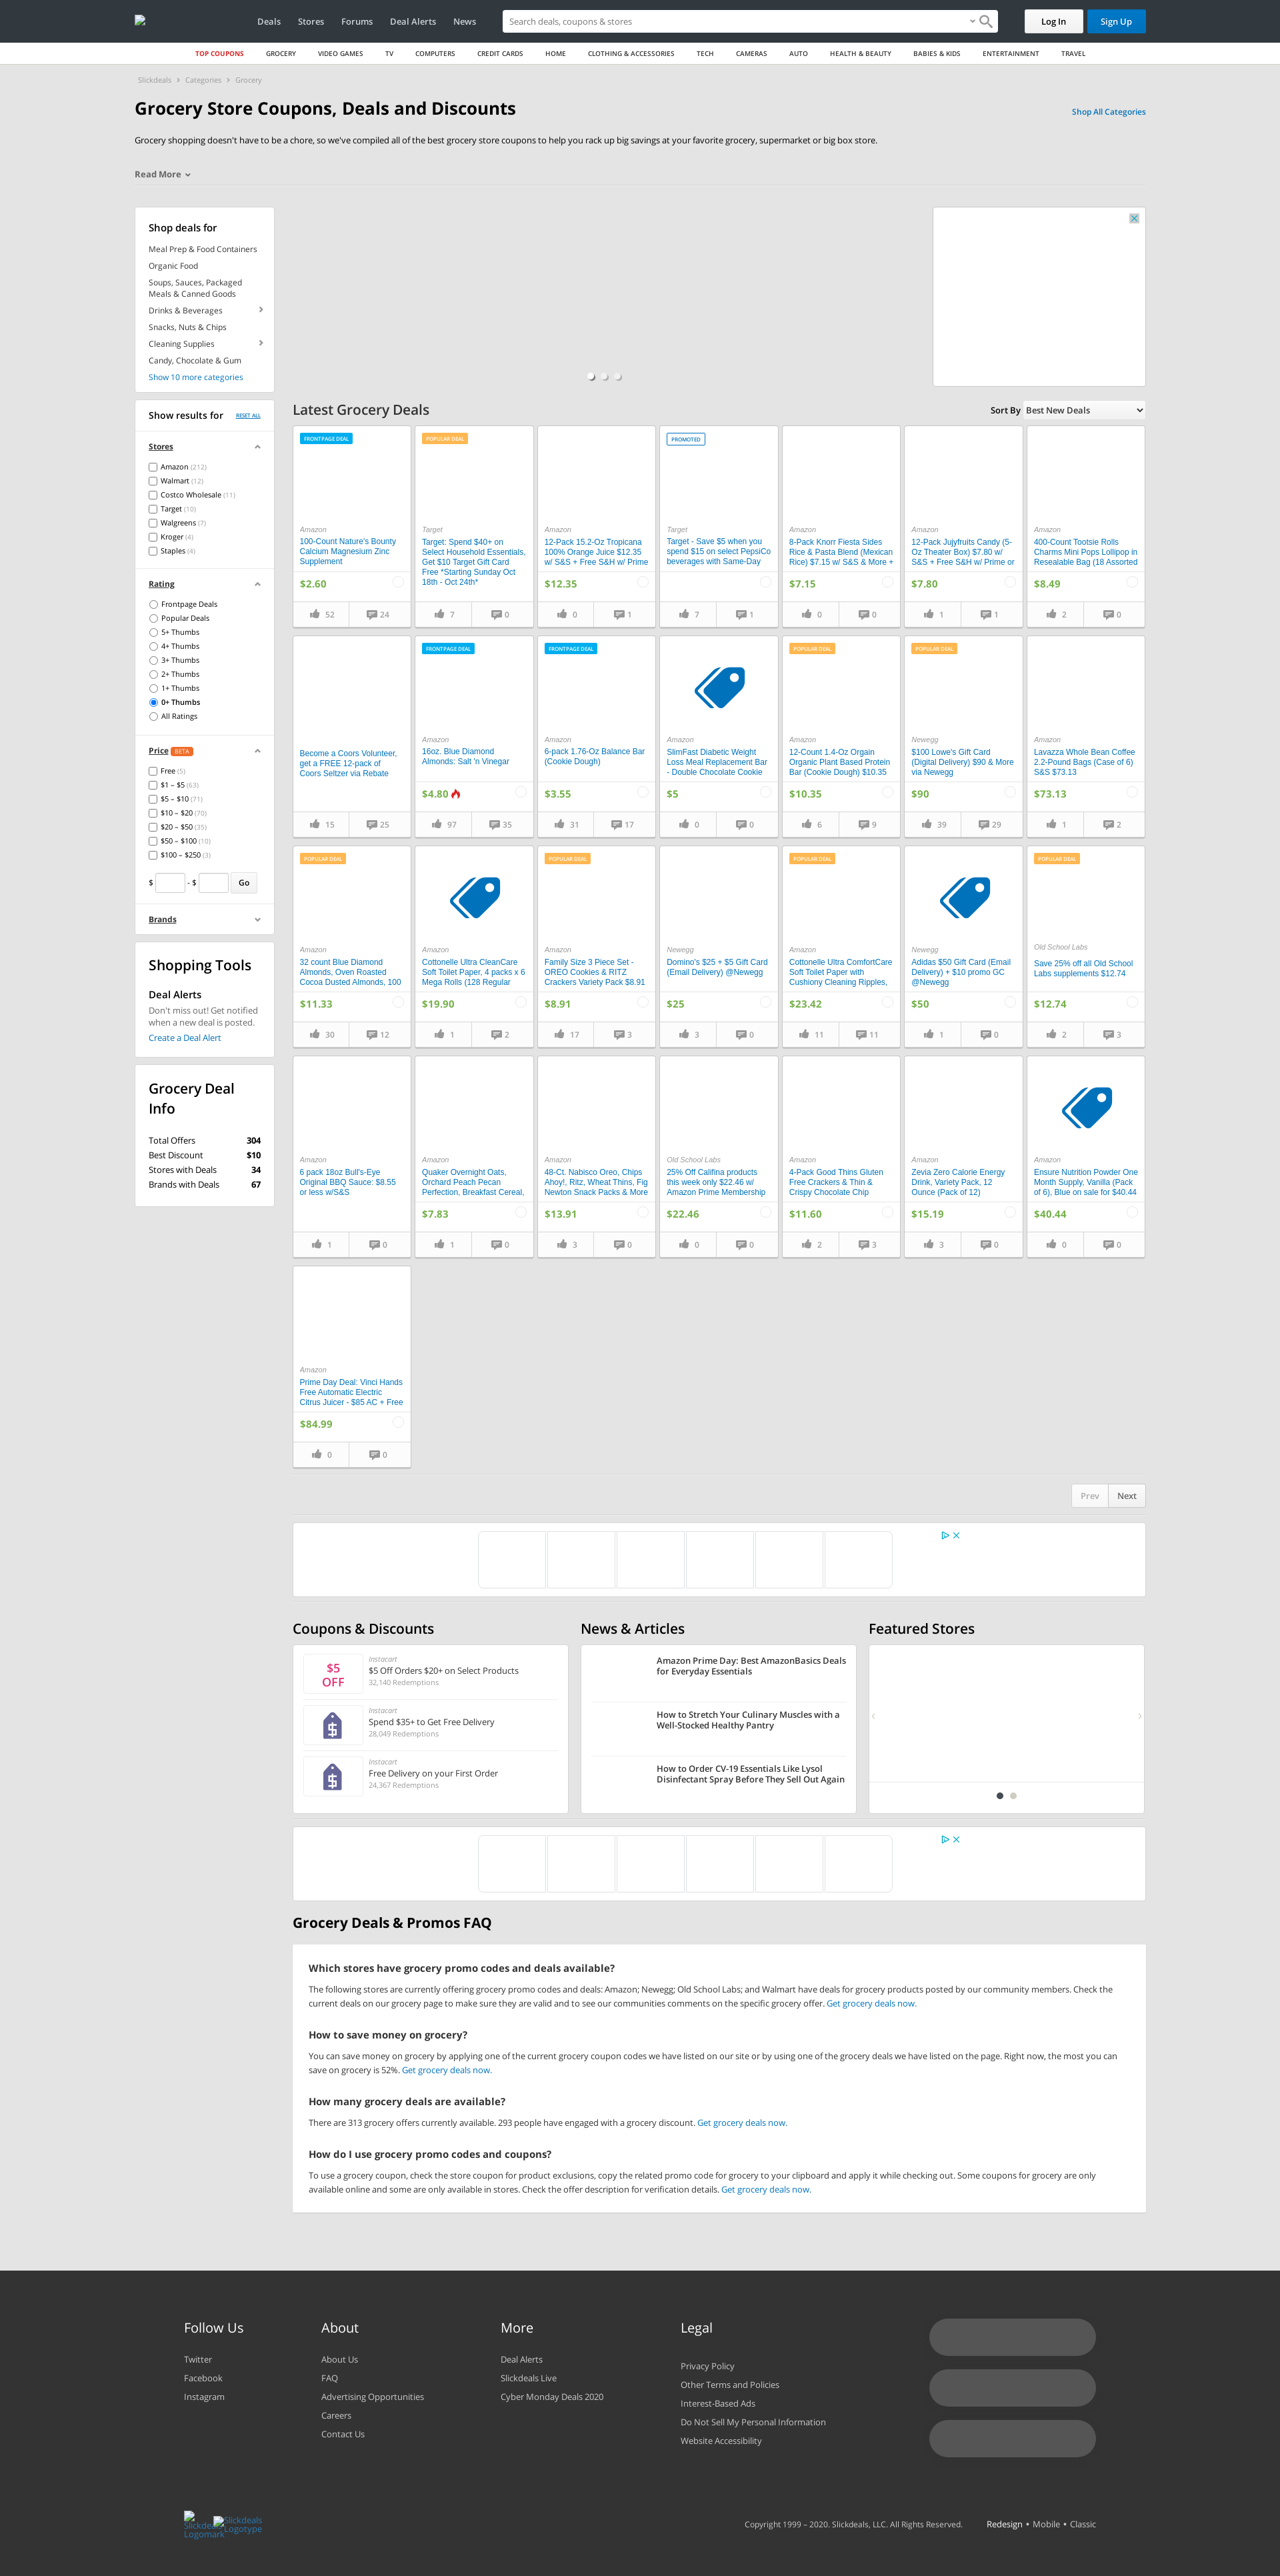 Deals Stores Forums Deal Alerts News Search deals, coupons & stores Log In Sign Up
TOP COUPONS GROCERY VIDEO GAMES TV COMPUTERS CREDIT CARDS HOME CLOTHING & ACCESSORIES TECH CAMERAS AUTO HEALTH & BEAUTY BABIES & KIDS ENTERTAINMENT TRAVEL
Slickdeals Categories Grocery
Grocery Store Coupons, Deals and Discounts
Shop All Categories
Grocery shopping doesn't have to be a chore, so we've compiled all of the best grocery store coupons to help you rack up big savings at your favorite grocery, supermarket or big box store.
Read More
Shop deals for
Meal Prep & Food Containers
Organic Food
Soups, Sauces, Packaged
Meals & Canned Goods
Drinks & Beverages
Snacks, Nuts & Chips
Cleaning Supplies
Candy, Chocolate & Gum
Show 10 more categories
Show results for RESET ALL
Stores
Amazon (212)
Walmart (12)
Costco Wholesale (11)
Target (10)
Walgreens (7)
Kroger (4)
Staples (4)
Rating
Frontpage Deals
Popular Deals
5+ Thumbs
4+ Thumbs
3+ Thumbs
2+ Thumbs
1+ Thumbs
0+ Thumbs
All Ratings
Price BETA
Free (5)
$1 – $5 (63)
$5 – $10 (71)
$10 – $20 (70)
$20 – $50 (35)
$50 – $100 (10)
$100 – $250 (3)
$ - $ Go
Brands
Shopping Tools
Deal Alerts
Don't miss out! Get notified
when a new deal is posted.
Create a Deal Alert
Grocery Deal
Info
Total Offers 304
Best Discount $10
Stores with Deals 34
Brands with Deals 67
Latest Grocery Deals
Sort By Best New Deals
FRONTPAGE DEAL
Amazon
100-Count Nature's Bounty
Calcium Magnesium Zinc
Supplement
$2.60
52 24
POPULAR DEAL
Target
Target: Spend $40+ on
Select Household Essentials,
Get $10 Target Gift Card
Free *Starting Sunday Oct
18th - Oct 24th*
7 0
Amazon
12-Pack 15.2-Oz Tropicana
100% Orange Juice $12.35
w/ S&S + Free S&H w/ Prime
$12.35
0 1
PROMOTED
Target
Target - Save $5 when you
spend $15 on select PepsiCo
beverages with Same-Day
7 1
Amazon
8-Pack Knorr Fiesta Sides
Rice & Pasta Blend (Mexican
Rice) $7.15 w/ S&S & More +
$7.15
0 0
Amazon
12-Pack Jujyfruits Candy (5-
Oz Theater Box) $7.80 w/
S&S + Free S&H w/ Prime or
$7.80
1 1
Amazon
400-Count Tootsie Rolls
Charms Mini Pops Lollipop in
Resealable Bag (18 Assorted
$8.49
2 0
Become a Coors Volunteer,
get a FREE 12-pack of
Coors Seltzer via Rebate
15 25
FRONTPAGE DEAL
Amazon
16oz. Blue Diamond
Almonds: Salt 'n Vinegar
$4.80
97 35
FRONTPAGE DEAL
Amazon
6-pack 1.76-Oz Balance Bar
(Cookie Dough)
$3.55
31 17
Amazon
SlimFast Diabetic Weight
Loss Meal Replacement Bar
- Double Chocolate Cookie
$5
0 0
POPULAR DEAL
Amazon
12-Count 1.4-Oz Orgain
Organic Plant Based Protein
Bar (Cookie Dough) $10.35
$10.35
6 9
POPULAR DEAL
Newegg
$100 Lowe's Gift Card
(Digital Delivery) $90 & More
via Newegg
$90
39 29
Amazon
Lavazza Whole Bean Coffee
2.2-Pound Bags (Case of 6)
S&S $73.13
$73.13
1 2
POPULAR DEAL
Amazon
32 count Blue Diamond
Almonds, Oven Roasted
Cocoa Dusted Almonds, 100
$11.33
30 12
Amazon
Cottonelle Ultra CleanCare
Soft Toilet Paper, 4 packs x 6
Mega Rolls (128 Regular
$19.90
1 2
POPULAR DEAL
Amazon
Family Size 3 Piece Set -
OREO Cookies & RITZ
Crackers Variety Pack $8.91
$8.91
17 3
Newegg
Domino's $25 + $5 Gift Card
(Email Delivery) @Newegg
$25
3 0
POPULAR DEAL
Amazon
Cottonelle Ultra ComfortCare
Soft Toilet Paper with
Cushiony Cleaning Ripples,
$23.42
11 11
Newegg
Adidas $50 Gift Card (Email
Delivery) + $10 promo GC
@Newegg
$50
1 0
POPULAR DEAL
Old School Labs
Save 25% off all Old School
Labs supplements $12.74
$12.74
2 3
Amazon
6 pack 18oz Bull's-Eye
Original BBQ Sauce: $8.55
or less w/S&S
1 0
Amazon
Quaker Overnight Oats,
Orchard Peach Pecan
Perfection, Breakfast Cereal,
$7.83
1 0
Amazon
48-Ct. Nabisco Oreo, Chips
Ahoy!, Ritz, Wheat Thins, Fig
Newton Snack Packs & More
$13.91
3 0
Old School Labs
25% Off Califina products
this week only $22.46 w/
Amazon Prime Membership
$22.46
0 0
Amazon
4-Pack Good Thins Gluten
Free Crackers & Thin &
Crispy Chocolate Chip
$11.60
2 3
Amazon
Zevia Zero Calorie Energy
Drink, Variety Pack, 12
Ounce (Pack of 12)
$15.19
3 0
Amazon
Ensure Nutrition Powder One
Month Supply, Vanilla (Pack
of 6), Blue on sale for $40.44
$40.44
0 0
Amazon
Prime Day Deal: Vinci Hands
Free Automatic Electric
Citrus Juicer - $85 AC + Free
$84.99
0 0
Prev Next
Coupons & Discounts
$5
OFF
Instacart
$5 Off Orders $20+ on Select Products
32,140 Redemptions
Instacart
Spend $35+ to Get Free Delivery
28,049 Redemptions
Instacart
Free Delivery on your First Order
24,367 Redemptions
News & Articles
Amazon Prime Day: Best AmazonBasics Deals
for Everyday Essentials
How to Stretch Your Culinary Muscles with a
Well-Stocked Healthy Pantry
How to Order CV-19 Essentials Like Lysol
Disinfectant Spray Before They Sell Out Again
Featured Stores
Grocery Deals & Promos FAQ
Which stores have grocery promo codes and deals available?
The following stores are currently offering grocery promo codes and deals: Amazon; Newegg; Old School Labs; and Walmart have deals for grocery products posted by our community members. Check the
current deals on our grocery page to make sure they are valid and to see our communities comments on the specific grocery offer. Get grocery deals now.
How to save money on grocery?
You can save money on grocery by applying one of the current grocery coupon codes we have listed on our site or by using one of the grocery deals we have listed on the page. Right now, the most you can
save on grocery is 52%. Get grocery deals now.
How many grocery deals are available?
There are 313 grocery offers currently available. 293 people have engaged with a grocery discount. Get grocery deals now.
How do I use grocery promo codes and coupons?
To use a grocery coupon, check the store coupon for product exclusions, copy the related promo code for grocery to your clipboard and apply it while checking out. Some coupons for grocery are only
available online and some are only available in stores. Check the offer description for verification details. Get grocery deals now.
Follow Us
Twitter
Facebook
Instagram
About
About Us
FAQ
Advertising Opportunities
Careers
Contact Us
More
Deal Alerts
Slickdeals Live
Cyber Monday Deals 2020
Legal
Privacy Policy
Other Terms and Policies
Interest-Based Ads
Do Not Sell My Personal Information
Website Accessibility
Slickdeals
Logomark
Slickdeals
Logotype
Copyright 1999 – 2020. Slickdeals, LLC. All Rights Reserved. Redesign • Mobile • Classic